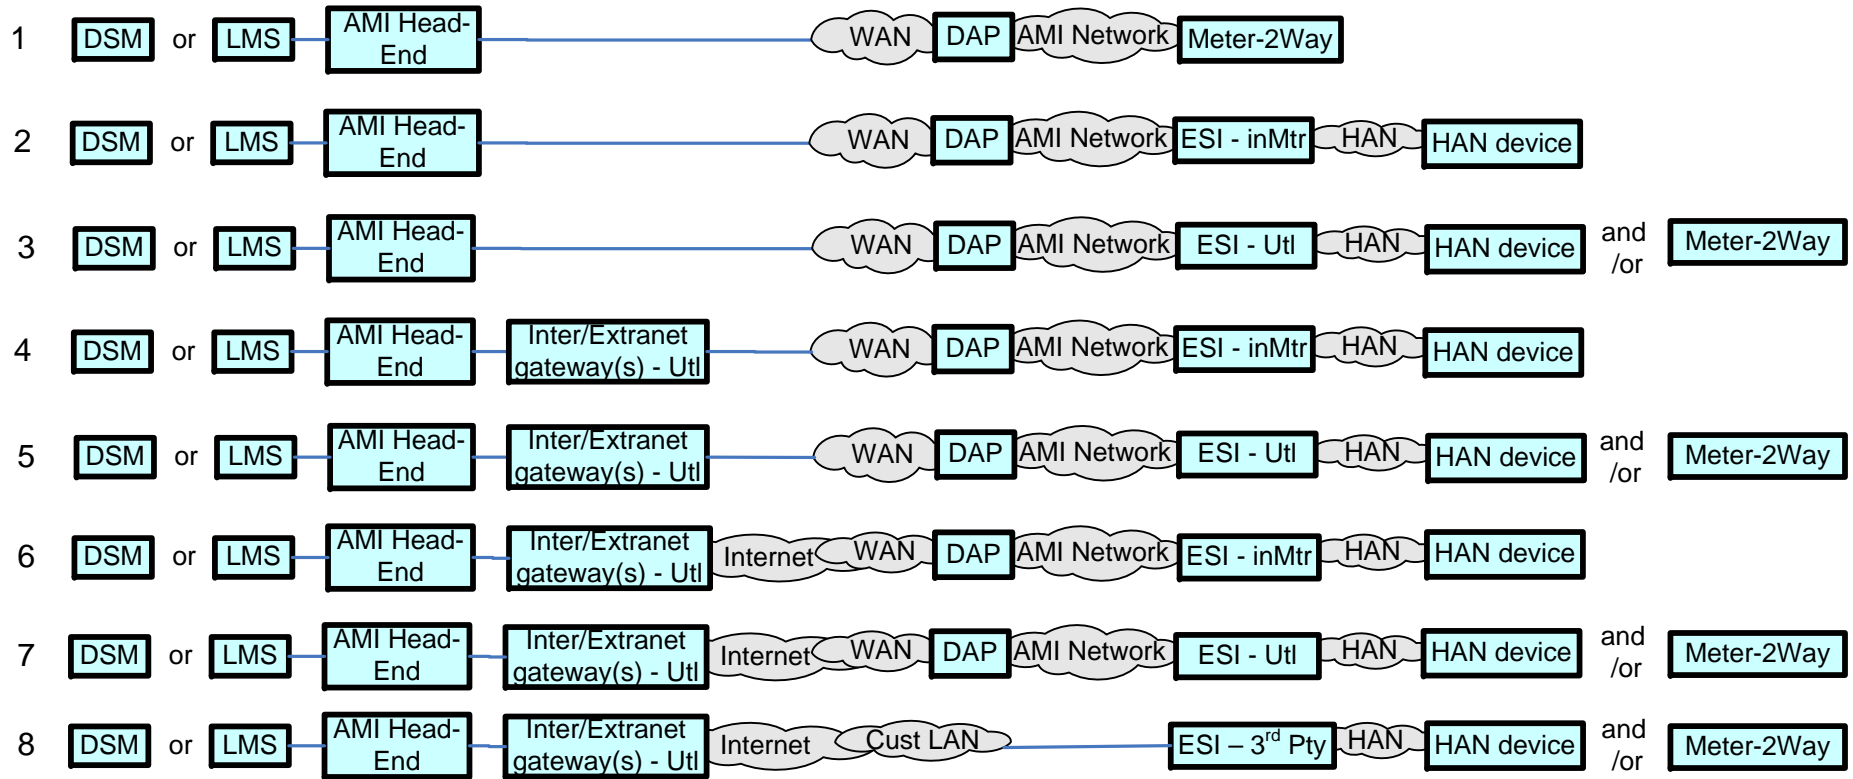 1 DSM or LMS AMI Head-End WAN DAP AMI Network Meter-2Way
2 DSM or LMS AMI Head-End WAN DAP AMI Network ESI - inMtr HAN HAN device
3 DSM or LMS AMI Head-End WAN DAP AMI Network ESI - Utl HAN HAN device and /or Meter-2Way
4 DSM or LMS AMI Head-End Inter/Extranet gateway(s) - Utl WAN DAP AMI Network ESI - inMtr HAN HAN device
5 DSM or LMS AMI Head-End Inter/Extranet gateway(s) - Utl WAN DAP AMI Network ESI - Utl HAN HAN device and /or Meter-2Way
6 DSM or LMS AMI Head-End Inter/Extranet gateway(s) - Utl Internet WAN DAP AMI Network ESI - inMtr HAN HAN device
7 DSM or LMS AMI Head-End Inter/Extranet gateway(s) - Utl Internet WAN DAP AMI Network ESI - Utl HAN HAN device and /or Meter-2Way
8 DSM or LMS AMI Head-End Inter/Extranet gateway(s) - Utl Internet Cust LAN ESI – 3rd Pty HAN HAN device and /or Meter-2Way